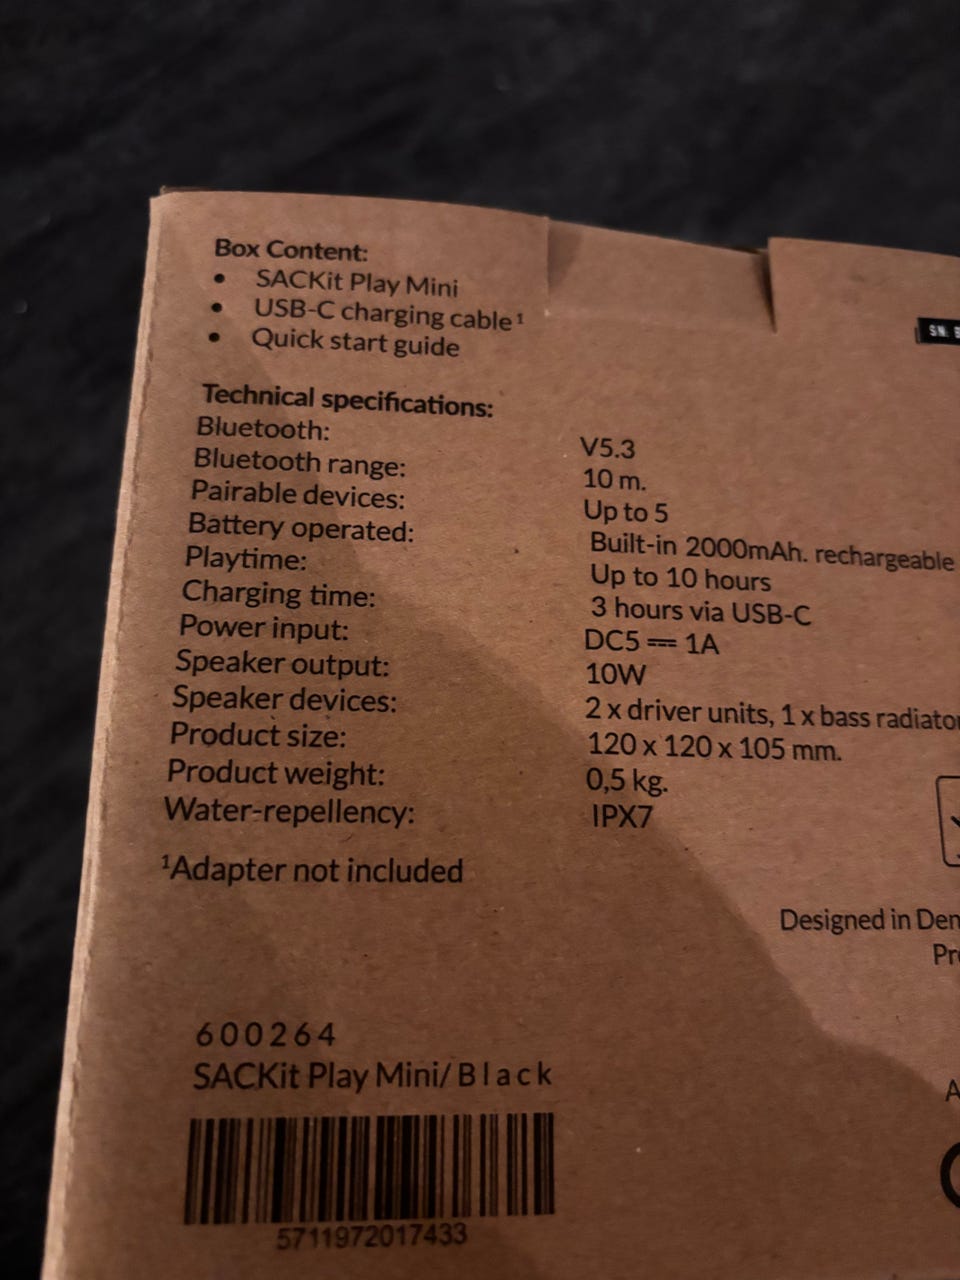 Box Content:
• SACKit Play Mini
• USB-C charging cable¹
• Quick start guide
SN.
Technical specifications:
Bluetooth: V5.3
Bluetooth range: 10 m.
Pairable devices: Up to 5
Battery operated: Built-in 2000mAh. rechargeable
Playtime: Up to 10 hours
Charging time: 3 hours via USB-C
Power input: DC5 ⎓ 1A
Speaker output: 10W
Speaker devices: 2 x driver units, 1 x bass radiator
Product size: 120 x 120 x 105 mm.
Product weight: 0,5 kg.
Water-repellency: IPX7
¹Adapter not included
Designed in Den
Pr
600264
SACKit Play Mini/ Black
A
5711972017433